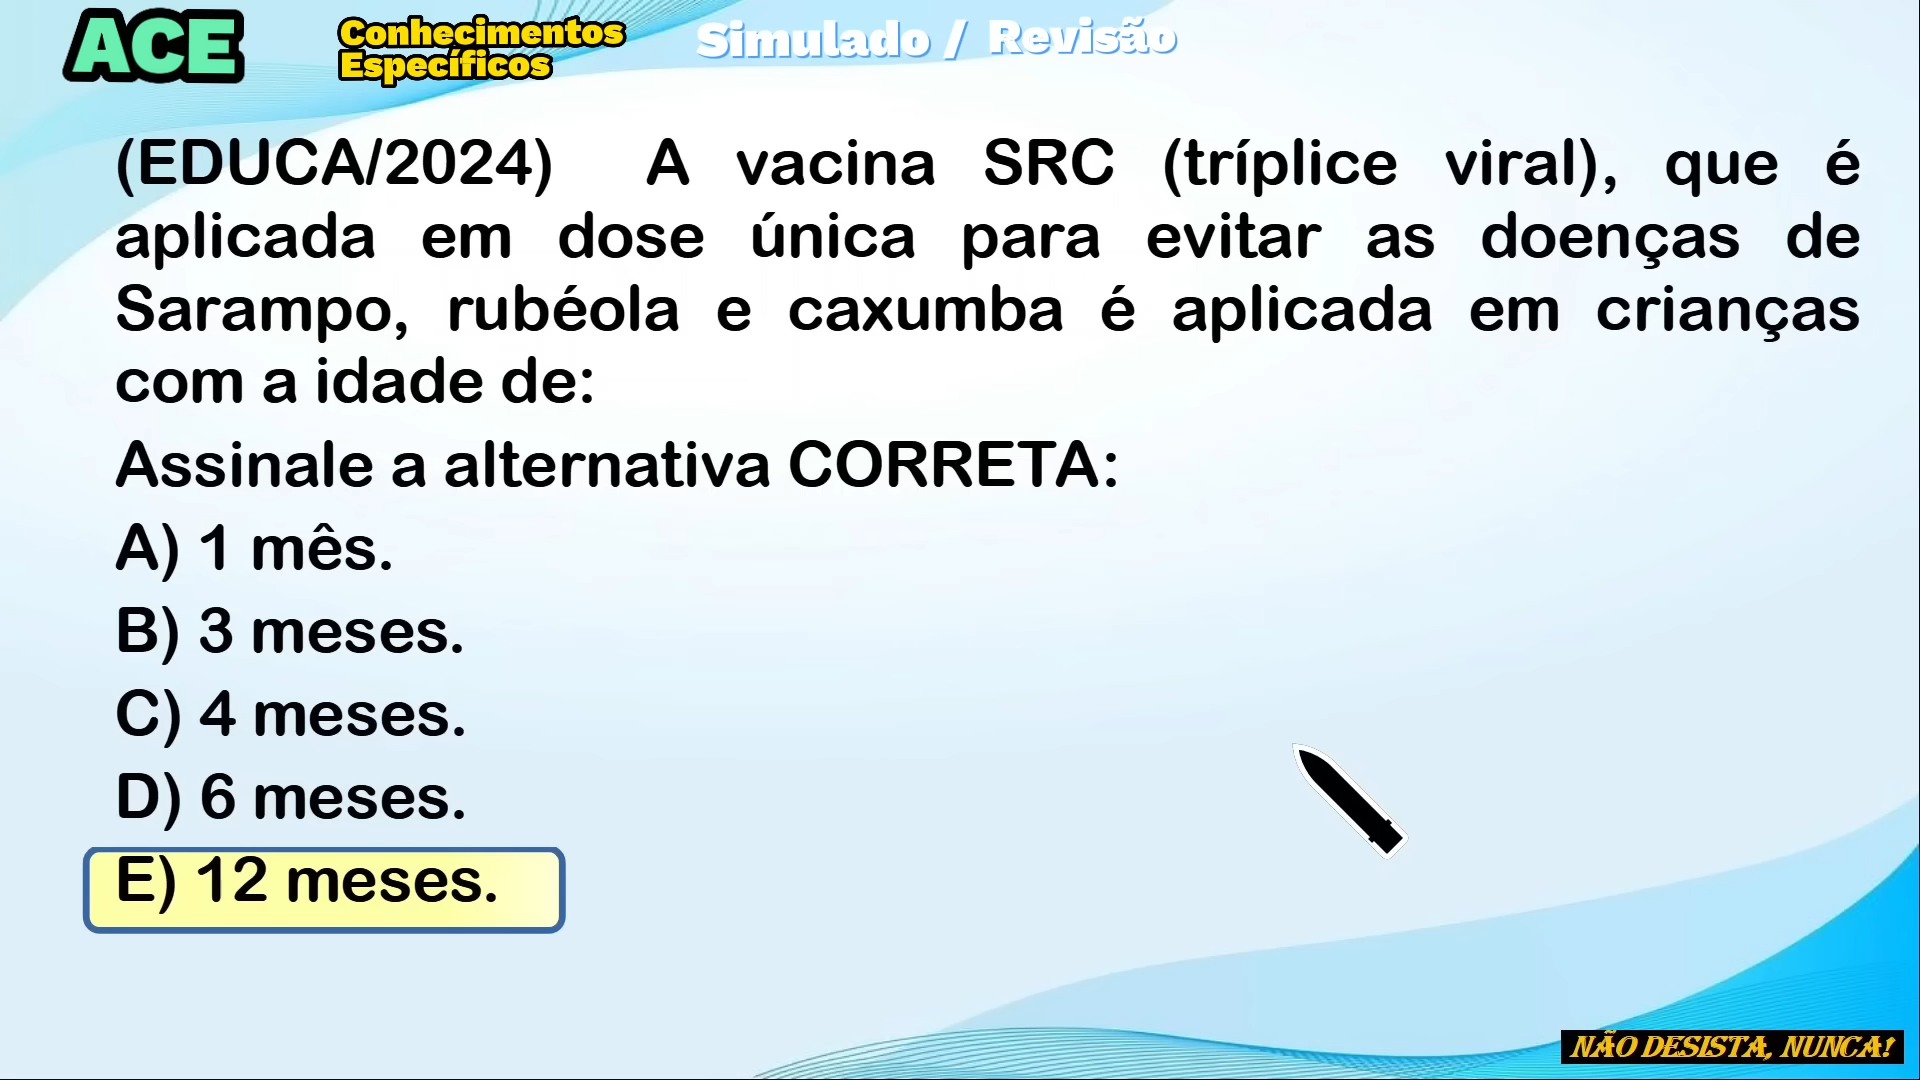 ACE
Conhecimentos
Específicos
Simulado / Revisão
(EDUCA/2024) A vacina SRC (tríplice viral), que é
aplicada em dose única para evitar as doenças de
Sarampo, rubéola e caxumba é aplicada em crianças
com a idade de:
Assinale a alternativa CORRETA:
A) 1 mês.
B) 3 meses.
C) 4 meses.
D) 6 meses.
E) 12 meses.
NÃO DESISTA, NUNCA!